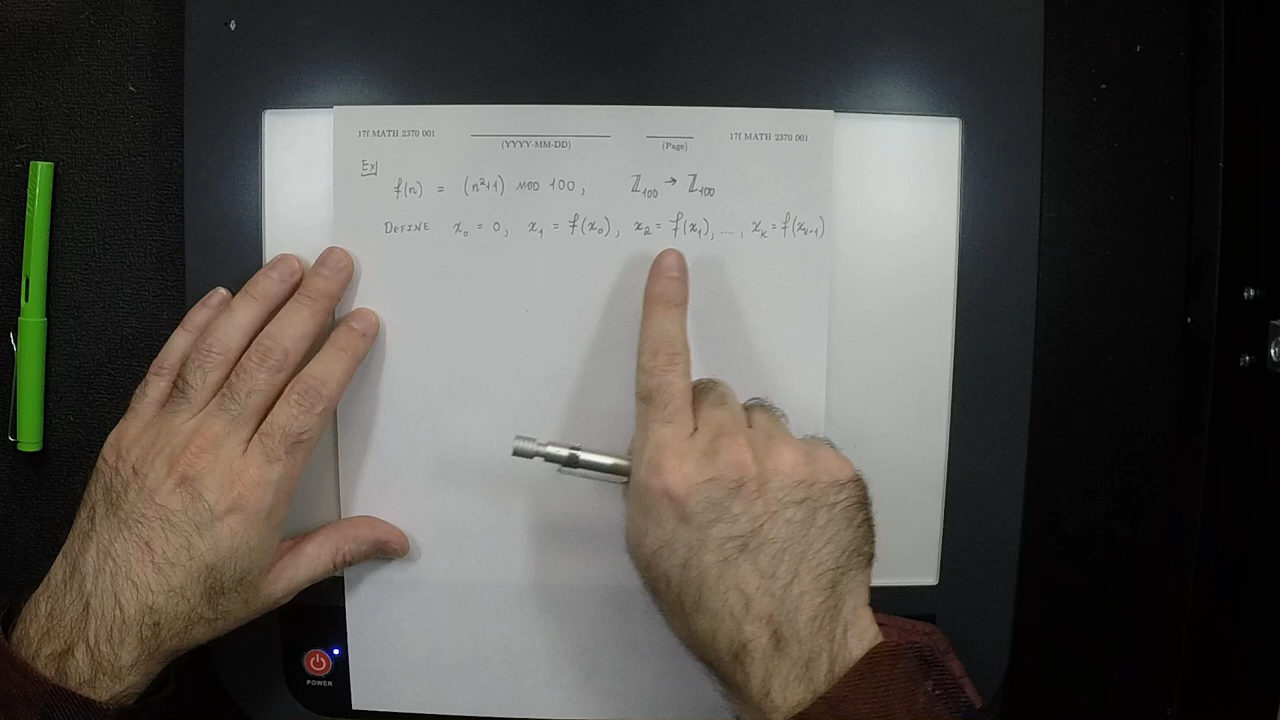 17f MATH 2370 001 (YYYY-MM-DD) (Page) 17f MATH 2370 001
Ex
f(n) = (n²+1) MOD 100, ℤ₁₀₀ → ℤ₁₀₀
DEFINE x₀ = 0, x₁ = f(x₀), x₂ = f(x₁), ..., xₖ = f(xₖ₋₁)
POWER